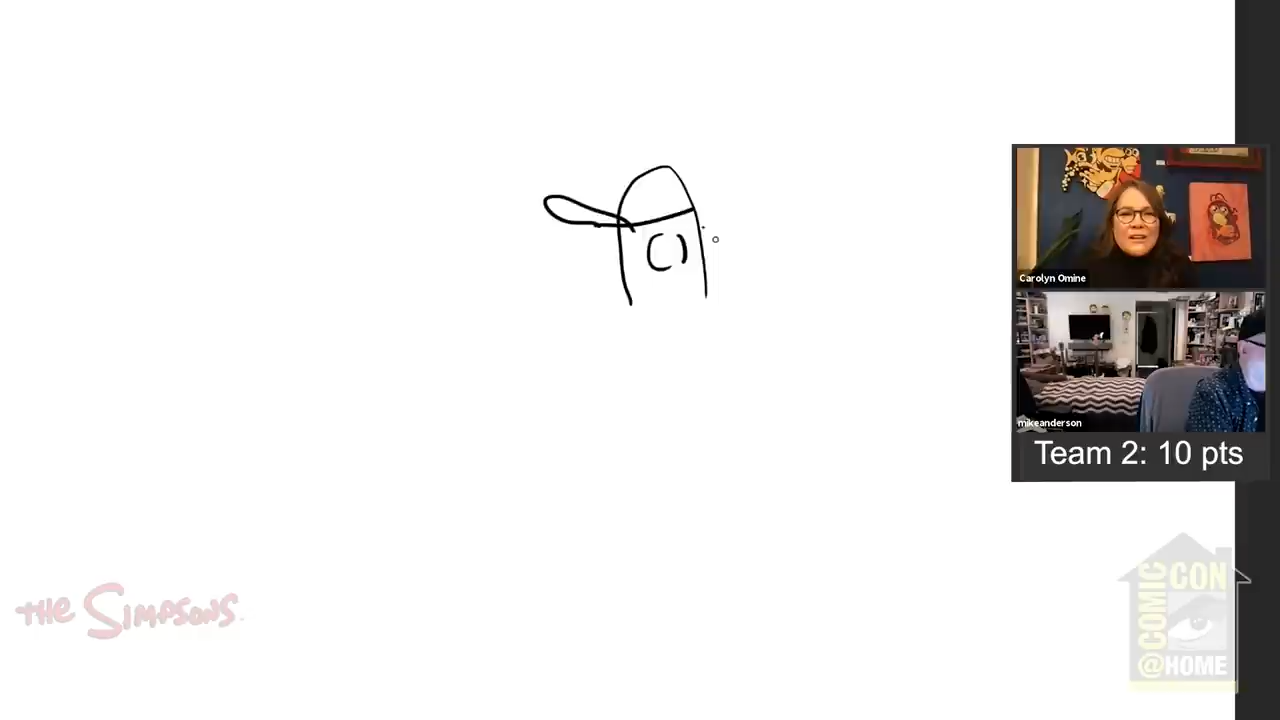 Carolyn Omine
mikeanderson
Team 2: 10 pts
THE SIMPSONS
COMIC
CON
@HOME